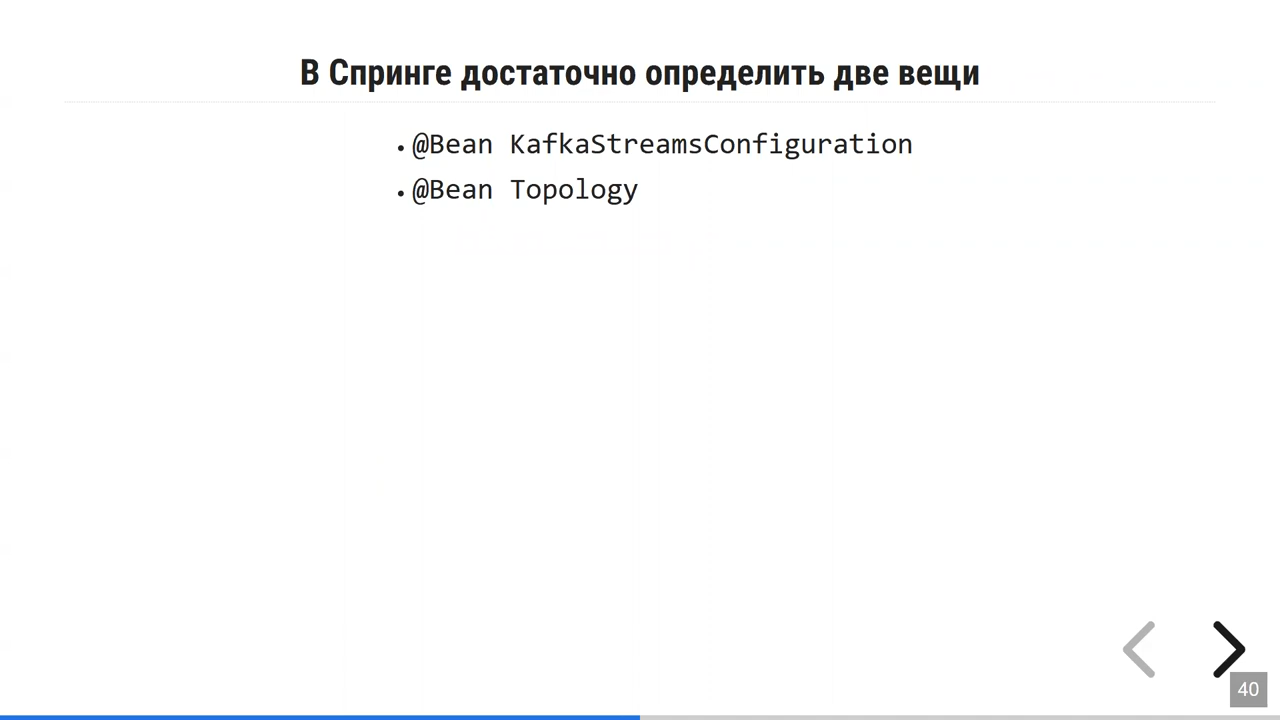 В Спринге достаточно определить две вещи
• @Bean KafkaStreamsConfiguration
• @Bean Topology
40